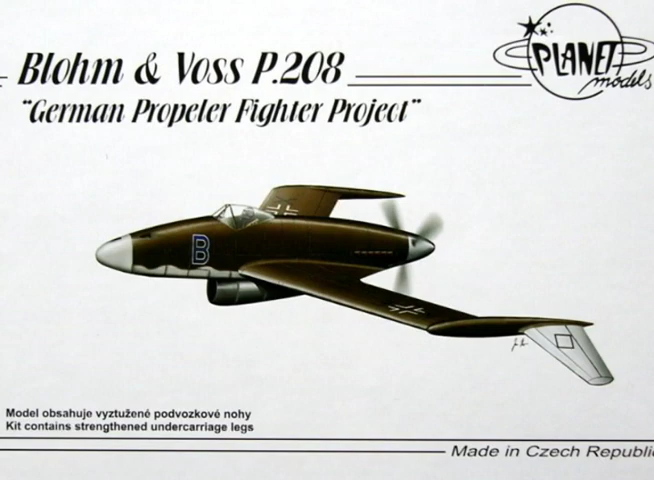 Blohm & Voss P.208
"German Propeler Fighter Project"
PLANET
models
B
Model obsahuje vyztužené podvozkové nohy
Kit contains strengthened undercarriage legs
Made in Czech Republic